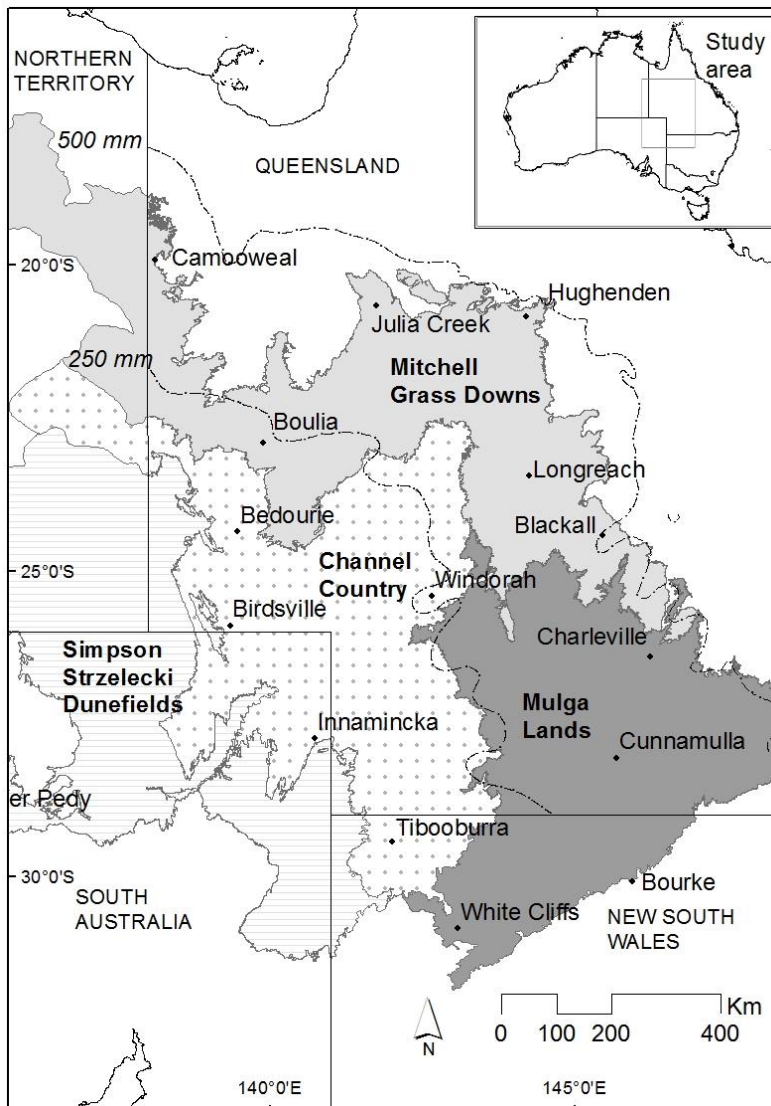 NORTHERN
TERRITORY
Study
area
500 mm
QUEENSLAND
Camooweal
20°0'S
Hughenden
Julia Creek
250 mm
Mitchell
Grass Downs
Boulia
Longreach
Blackall
Bedourie
Channel
Country
25°0'S
Windorah
Birdsville
Charleville
Simpson
Strzelecki
Dunefields
Mulga
Lands
Innamincka
Cunnamulla
er Pedy
Tibooburra
30°0'S
Bourke
SOUTH
AUSTRALIA
White Cliffs
NEW SOUTH
WALES
Km
0 100 200 400
N
140°0'E
145°0'E